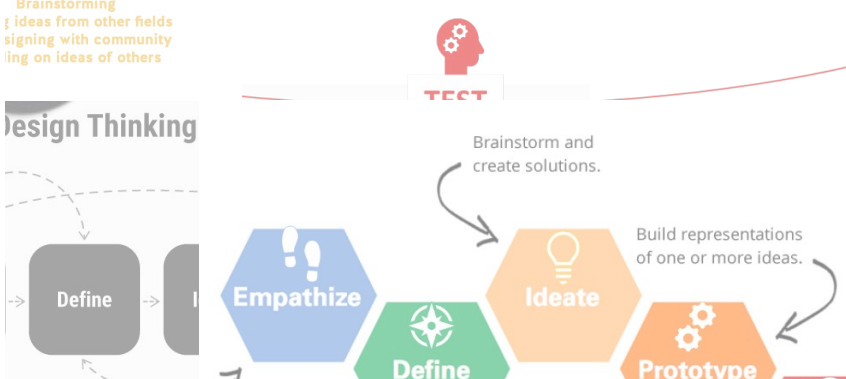 Brainstorming
ideas from other fields
signing with community
ing on ideas of others
TEST
Design Thinking
Brainstorm and
create solutions.
Build representations
of one or more ideas.
Empathize
Ideate
Define
Define
Prototype